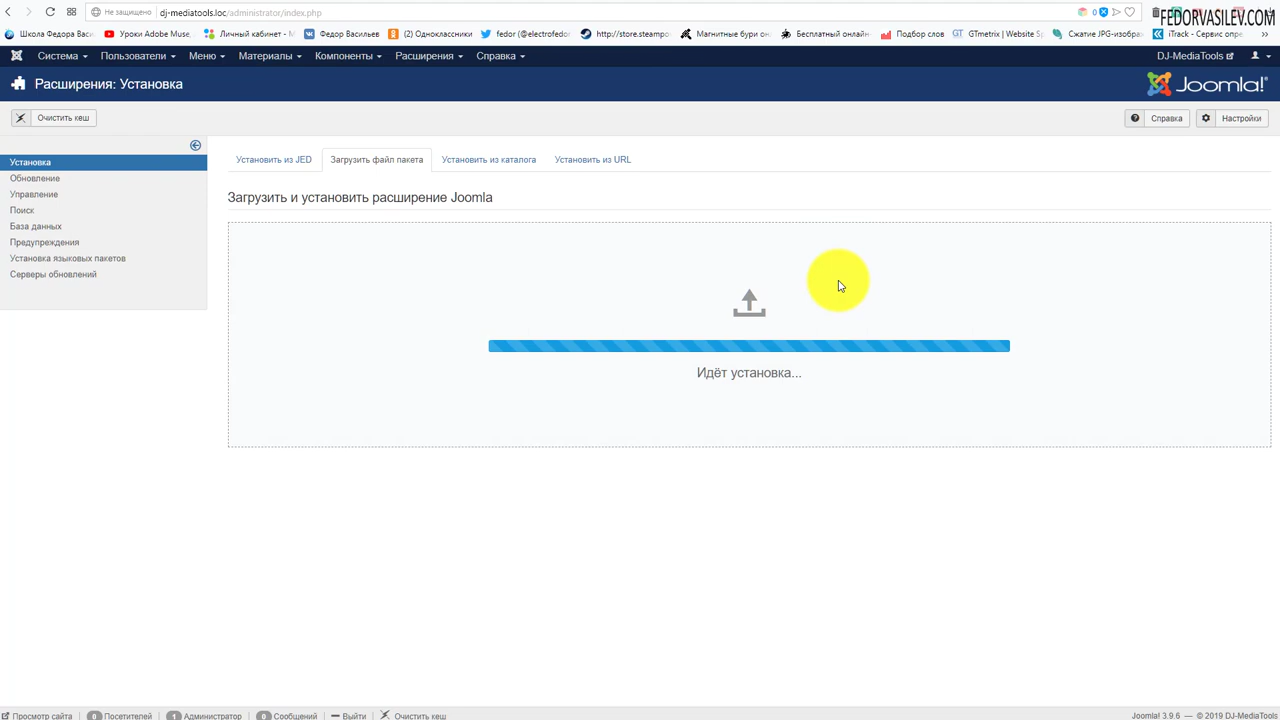 Не защищено dj-mediatools.loc/administrator/index.php
FEDORVASILEV.COM
Школа Федора Васи Уроки Adobe Muse, Личный кабинет - М Федор Васильев (2) Одноклассники fedor (@electrofedo http://store.steampo Магнитные бури он Бесплатный онлайн Подбор слов GTmetrix | Website Sp Сжатие JPG-изобра iTrack - Сервис опре
Система Пользователи Меню Материалы Компоненты Расширения Справка DJ-MediaTools
Расширения: Установка Joomla!
Очистить кеш Справка Настройки
Установить из JED Загрузить файл пакета Установить из каталога Установить из URL
Установка
Обновление
Управление
Поиск
База данных
Предупреждения
Установка языковых пакетов
Серверы обновлений
Загрузить и установить расширение Joomla
Идёт установка...
Просмотр сайта 0 Посетителей 1 Администратор 0 Сообщений Выйти Очистить кеш Joomla! 3.9.6 — © 2019 DJ-MediaTools